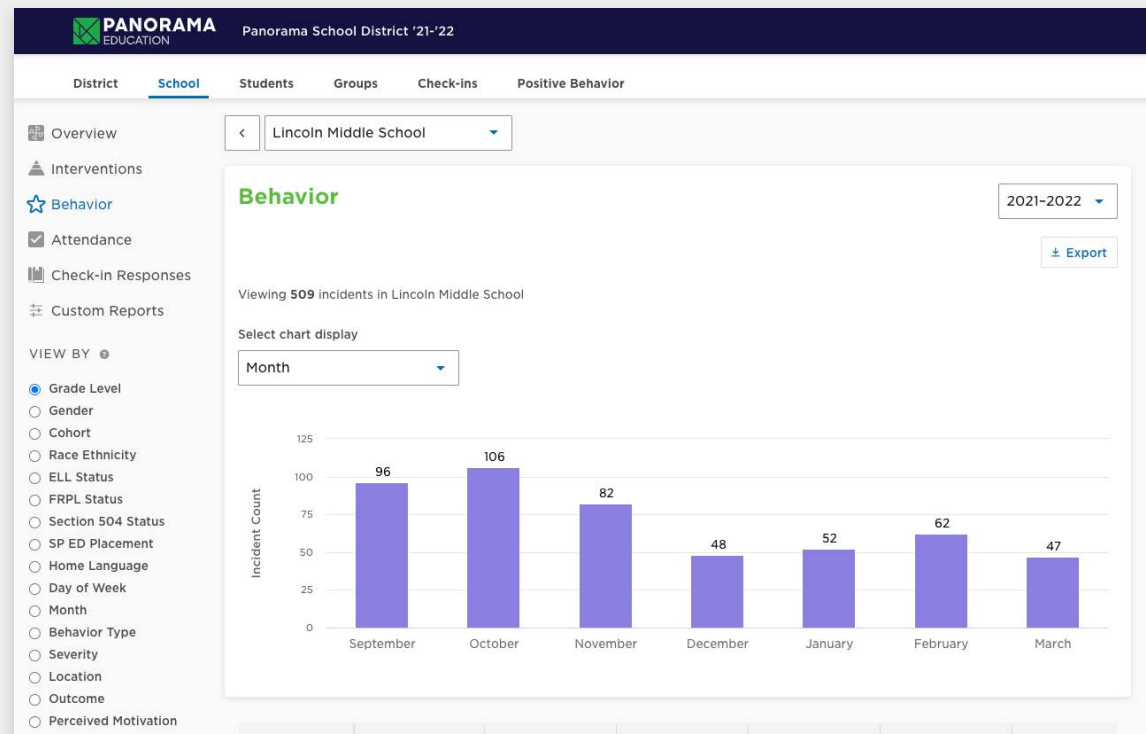 PANORAMA
EDUCATION
Panorama School District '21-'22
District School Students Groups Check-ins Positive Behavior
Overview
Interventions
Behavior
Attendance
Check-in Responses
Custom Reports
VIEW BY
Grade Level
Gender
Cohort
Race Ethnicity
ELL Status
FRPL Status
Section 504 Status
SP ED Placement
Home Language
Day of Week
Month
Behavior Type
Severity
Location
Outcome
Perceived Motivation
Lincoln Middle School
Behavior
2021-2022
Export
Viewing 509 incidents in Lincoln Middle School
Select chart display
Month
Incident Count
125
100
75
50
25
0
96
106
82
48
52
62
47
September October November December January February March